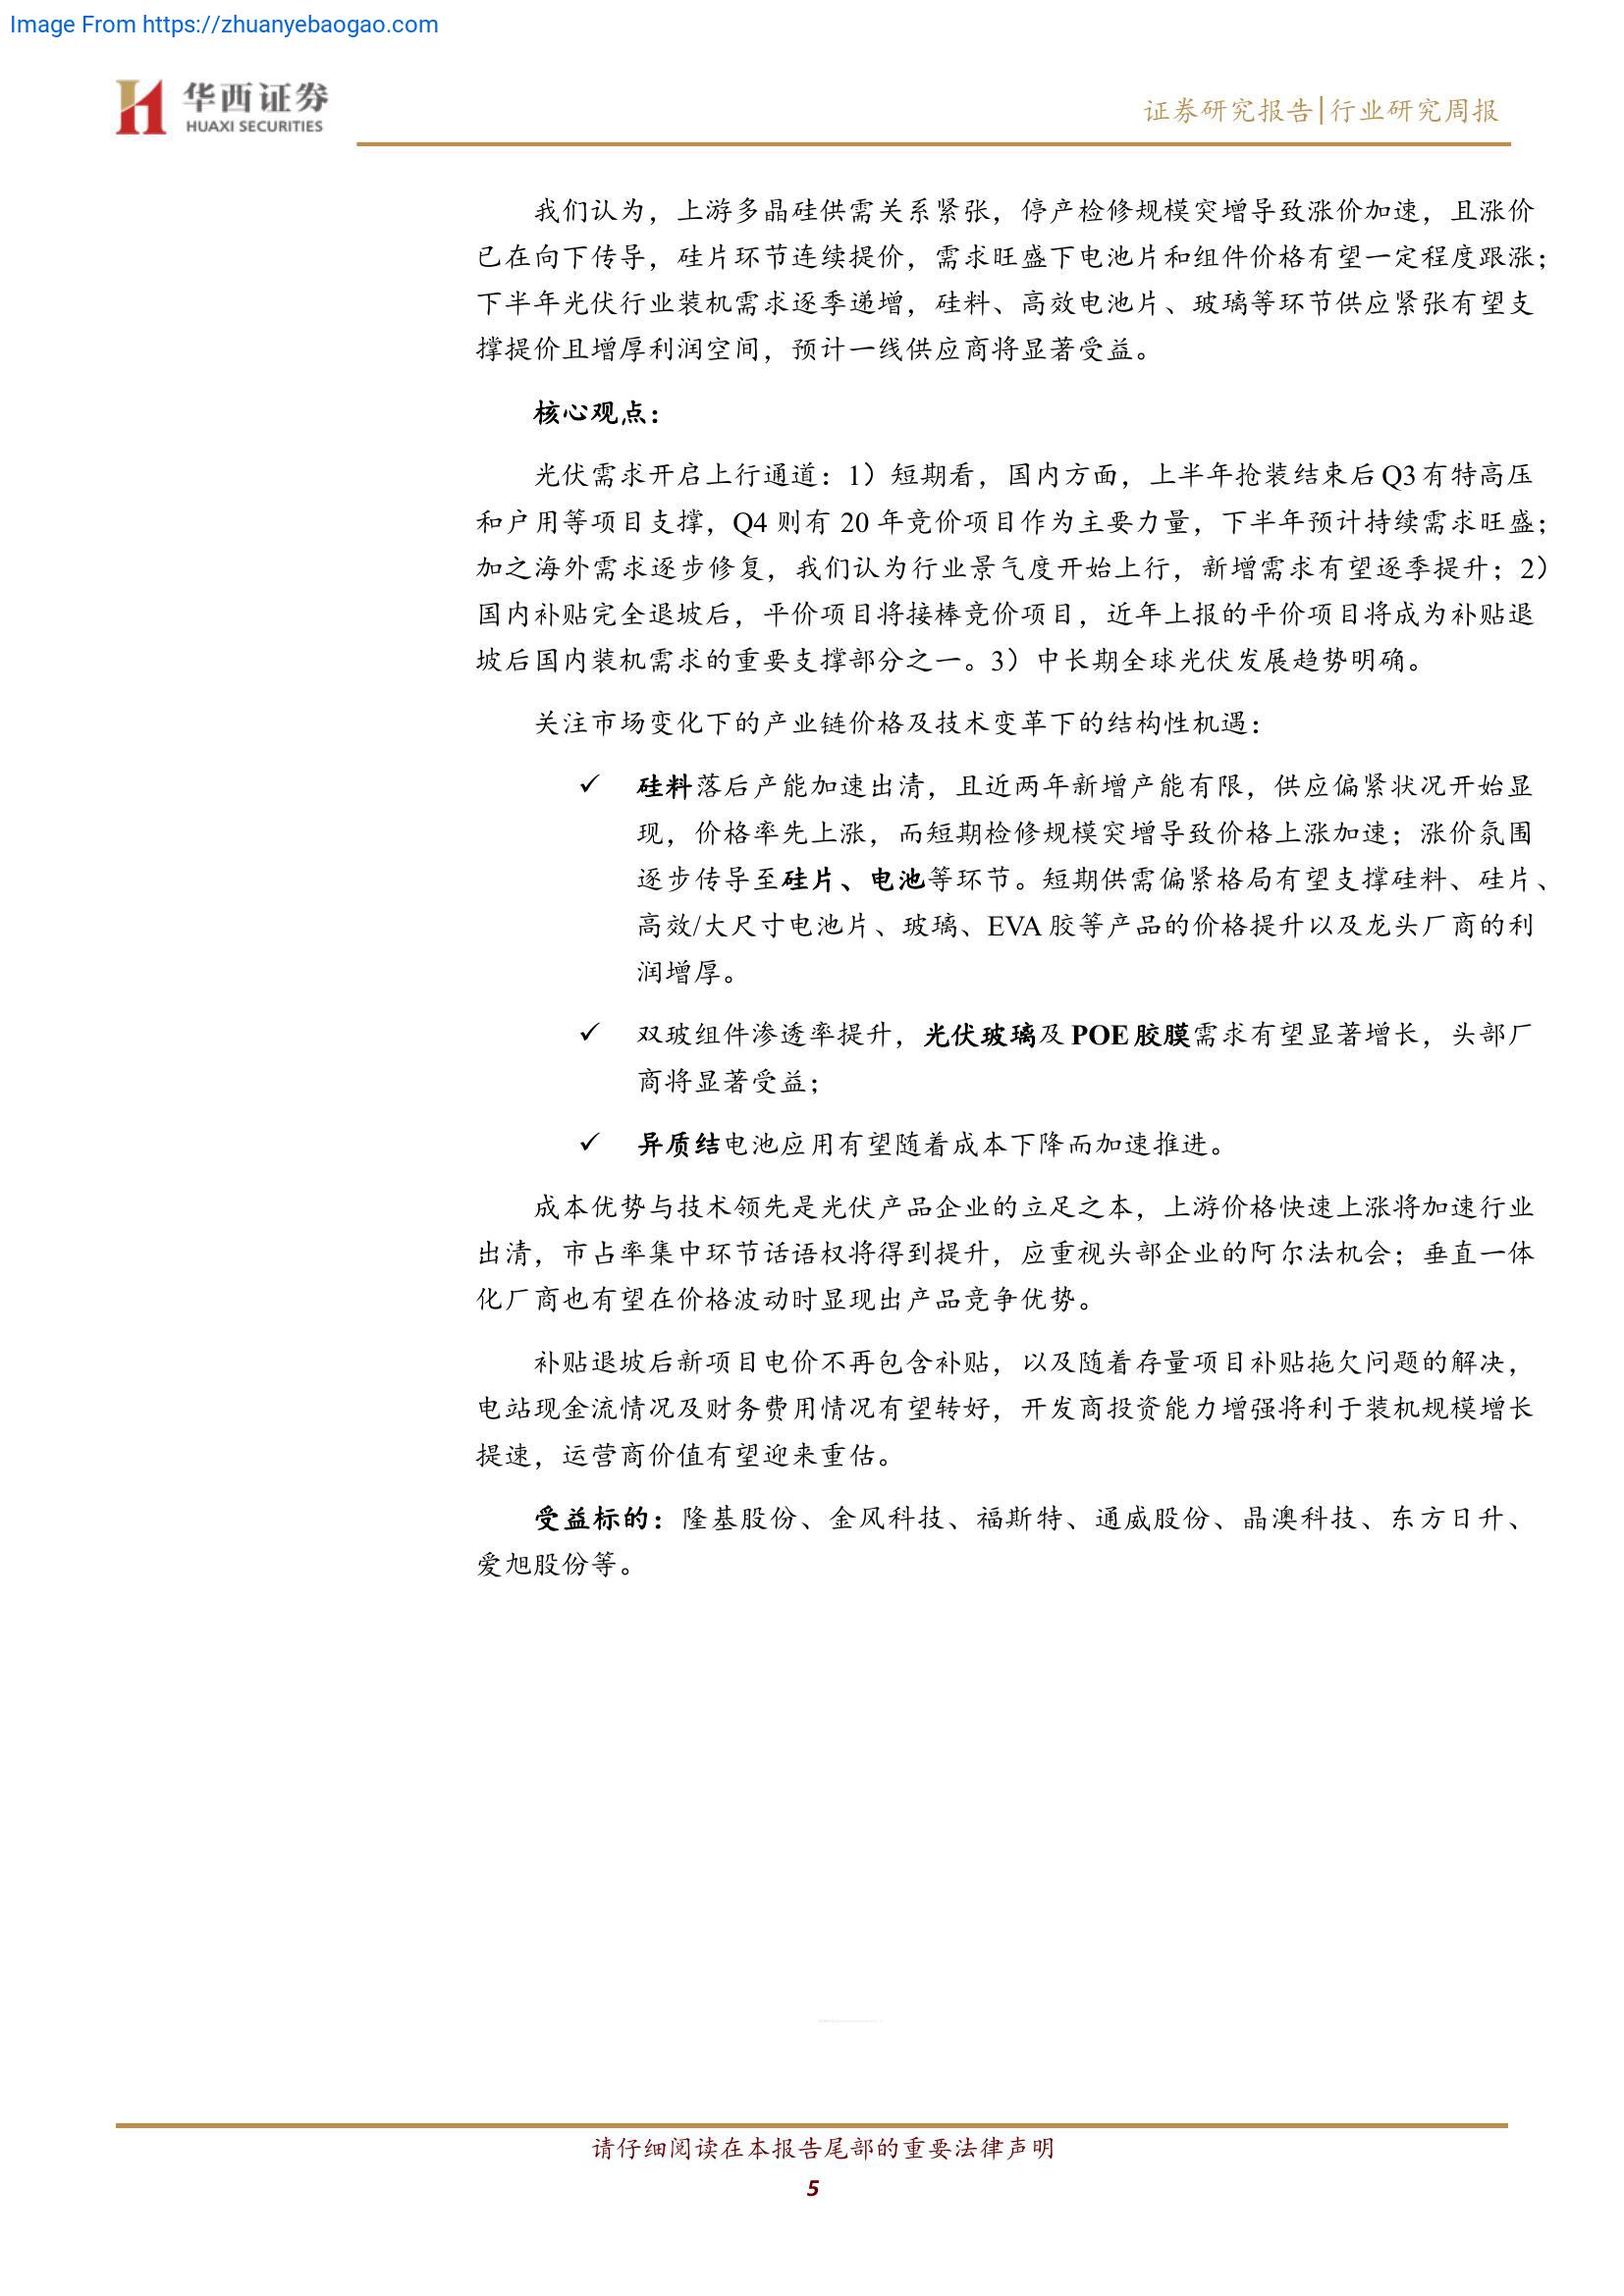 Image From https://zhuanyebaogao.com
华西证券
HUAXI SECURITIES
证券研究报告|行业研究周报
我们认为，上游多晶硅供需关系紧张，停产检修规模突增导致涨价加速，且涨价
已在向下传导，硅片环节连续提价，需求旺盛下电池片和组件价格有望一定程度跟涨；
下半年光伏行业装机需求逐季递增，硅料、高效电池片、玻璃等环节供应紧张有望支
撑提价且增厚利润空间，预计一线供应商将显著受益。
核心观点：
光伏需求开启上行通道：1）短期看，国内方面，上半年抢装结束后 Q3 有特高压
和户用等项目支撑，Q4 则有 20 年竞价项目作为主要力量，下半年预计持续需求旺盛；
加之海外需求逐步修复，我们认为行业景气度开始上行，新增需求有望逐季提升；2）
国内补贴完全退坡后，平价项目将接棒竞价项目，近年上报的平价项目将成为补贴退
坡后国内装机需求的重要支撑部分之一。3）中长期全球光伏发展趋势明确。
关注市场变化下的产业链价格及技术变革下的结构性机遇：
✓ 硅料落后产能加速出清，且近两年新增产能有限，供应偏紧状况开始显
现，价格率先上涨，而短期检修规模突增导致价格上涨加速；涨价氛围
逐步传导至硅片、电池等环节。短期供需偏紧格局有望支撑硅料、硅片、
高效/大尺寸电池片、玻璃、EVA 胶等产品的价格提升以及龙头厂商的利
润增厚。
✓ 双玻组件渗透率提升，光伏玻璃及 POE 胶膜需求有望显著增长，头部厂
商将显著受益；
✓ 异质结电池应用有望随着成本下降而加速推进。
成本优势与技术领先是光伏产品企业的立足之本，上游价格快速上涨将加速行业
出清，市占率集中环节话语权将得到提升，应重视头部企业的阿尔法机会；垂直一体
化厂商也有望在价格波动时显现出产品竞争优势。
补贴退坡后新项目电价不再包含补贴，以及随着存量项目补贴拖欠问题的解决，
电站现金流情况及财务费用情况有望转好，开发商投资能力增强将利于装机规模增长
提速，运营商价值有望迎来重估。
受益标的：隆基股份、金风科技、福斯特、通威股份、晶澳科技、东方日升、
爱旭股份等。
请仔细阅读在本报告尾部的重要法律声明
5